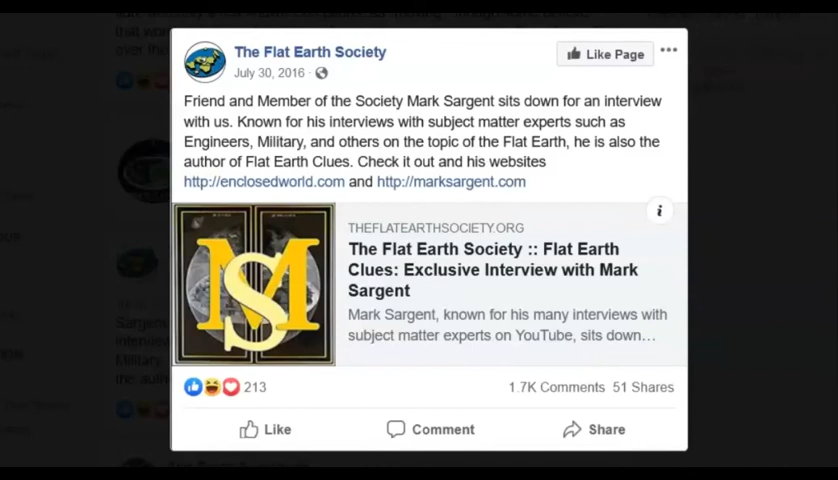 The Flat Earth Society
July 30, 2016 ·
Like Page
Friend and Member of the Society Mark Sargent sits down for an interview
with us. Known for his interviews with subject matter experts such as
Engineers, Military, and others on the topic of the Flat Earth, he is also the
author of Flat Earth Clues. Check it out and his websites
http://enclosedworld.com and http://marksargent.com
MS
THEFLATEARTHSOCIETY.ORG
The Flat Earth Society :: Flat Earth
Clues: Exclusive Interview with Mark
Sargent
Mark Sargent, known for his many interviews with
subject matter experts on YouTube, sits down…
213
1.7K Comments 51 Shares
Like
Comment
Share